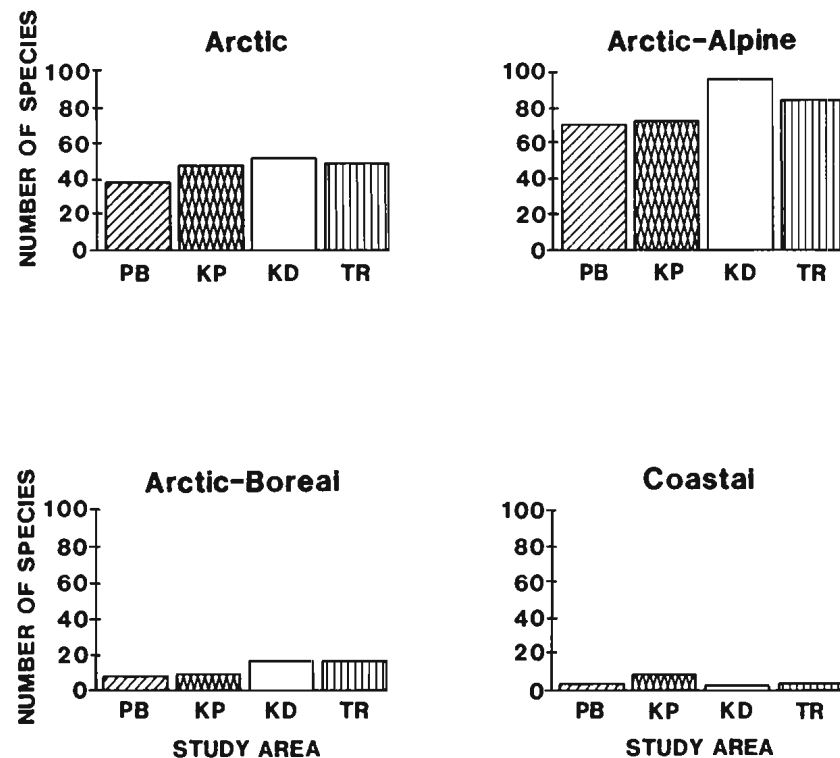 Arctic
NUMBER OF SPECIES
100
80
60
40
20
0
PB KP KD TR
Arctic-Alpine
100
80
60
40
20
0
PB KP KD TR
Arctic-Boreal
NUMBER OF SPECIES
100
80
60
40
20
0
PB KP KD TR
STUDY AREA
Coastal
100
80
60
40
20
0
PB KP KD TR
STUDY AREA